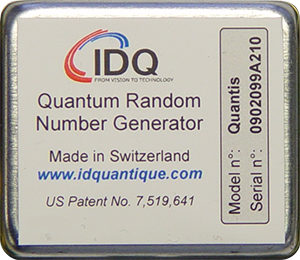 IDQ
FROM VISION TO TECHNOLOGY
Quantum Random
Number Generator
Made in Switzerland
www.idquantique.com
US Patent No. 7,519,641
Model n°: Quantis
Serial n°: 0902099A210